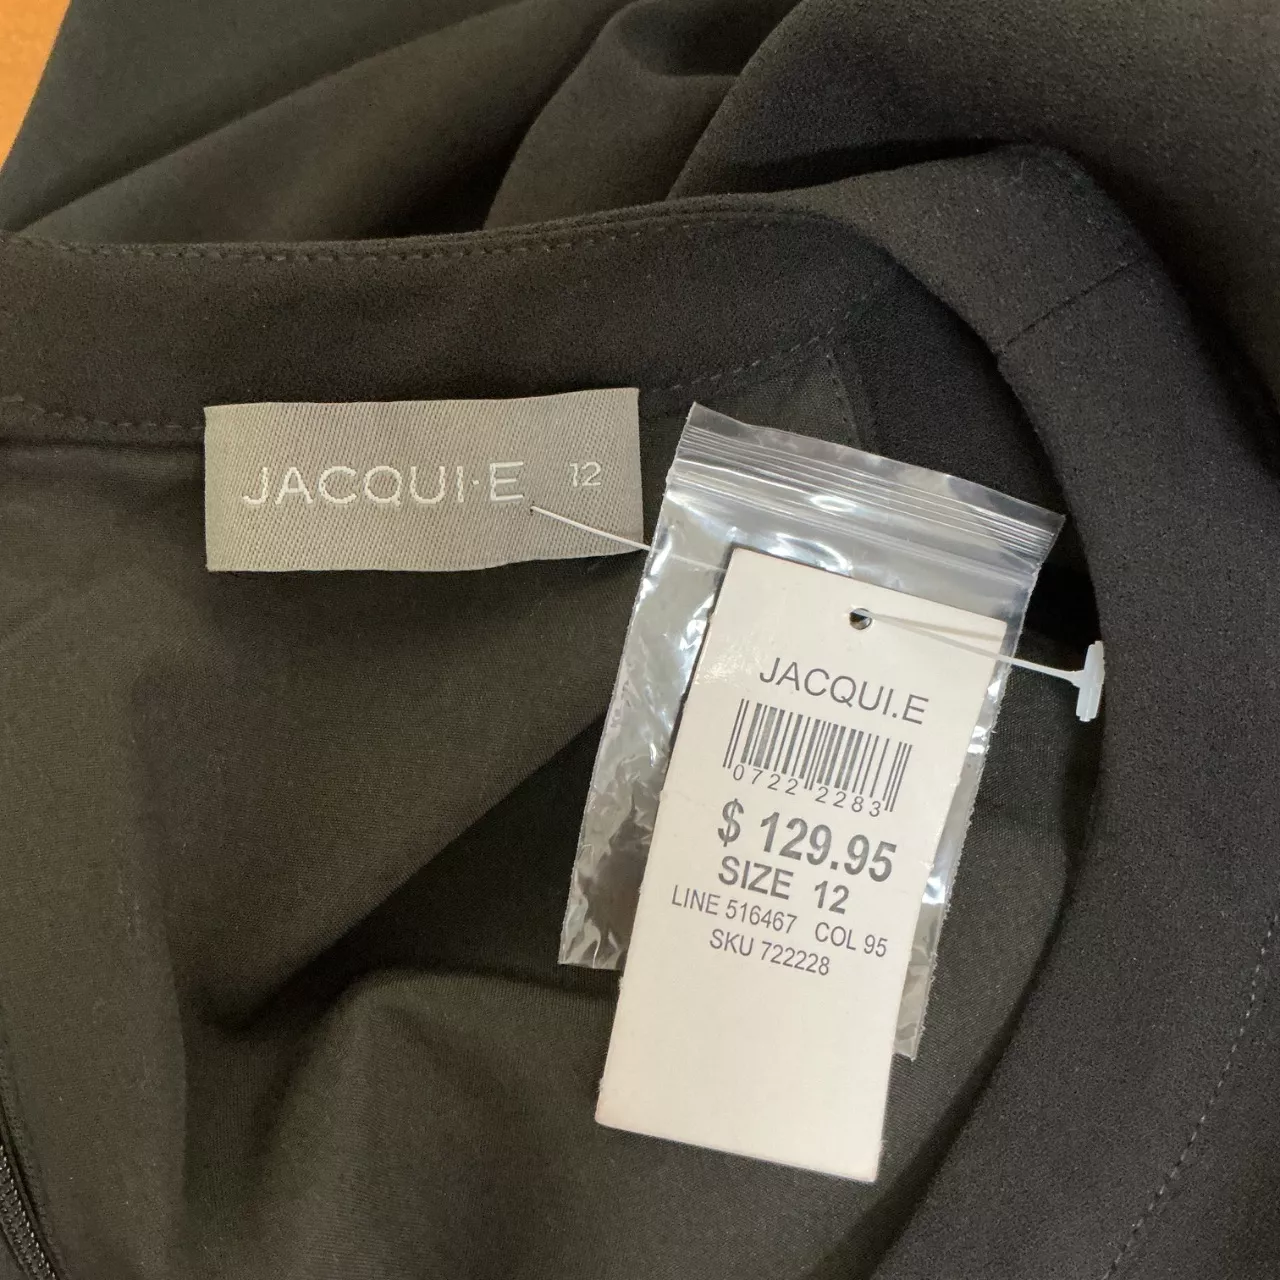 JACQUI·E 12
JACQUI.E
0722 2283
$ 129.95
SIZE 12
LINE 516467 COL 95
SKU 722228